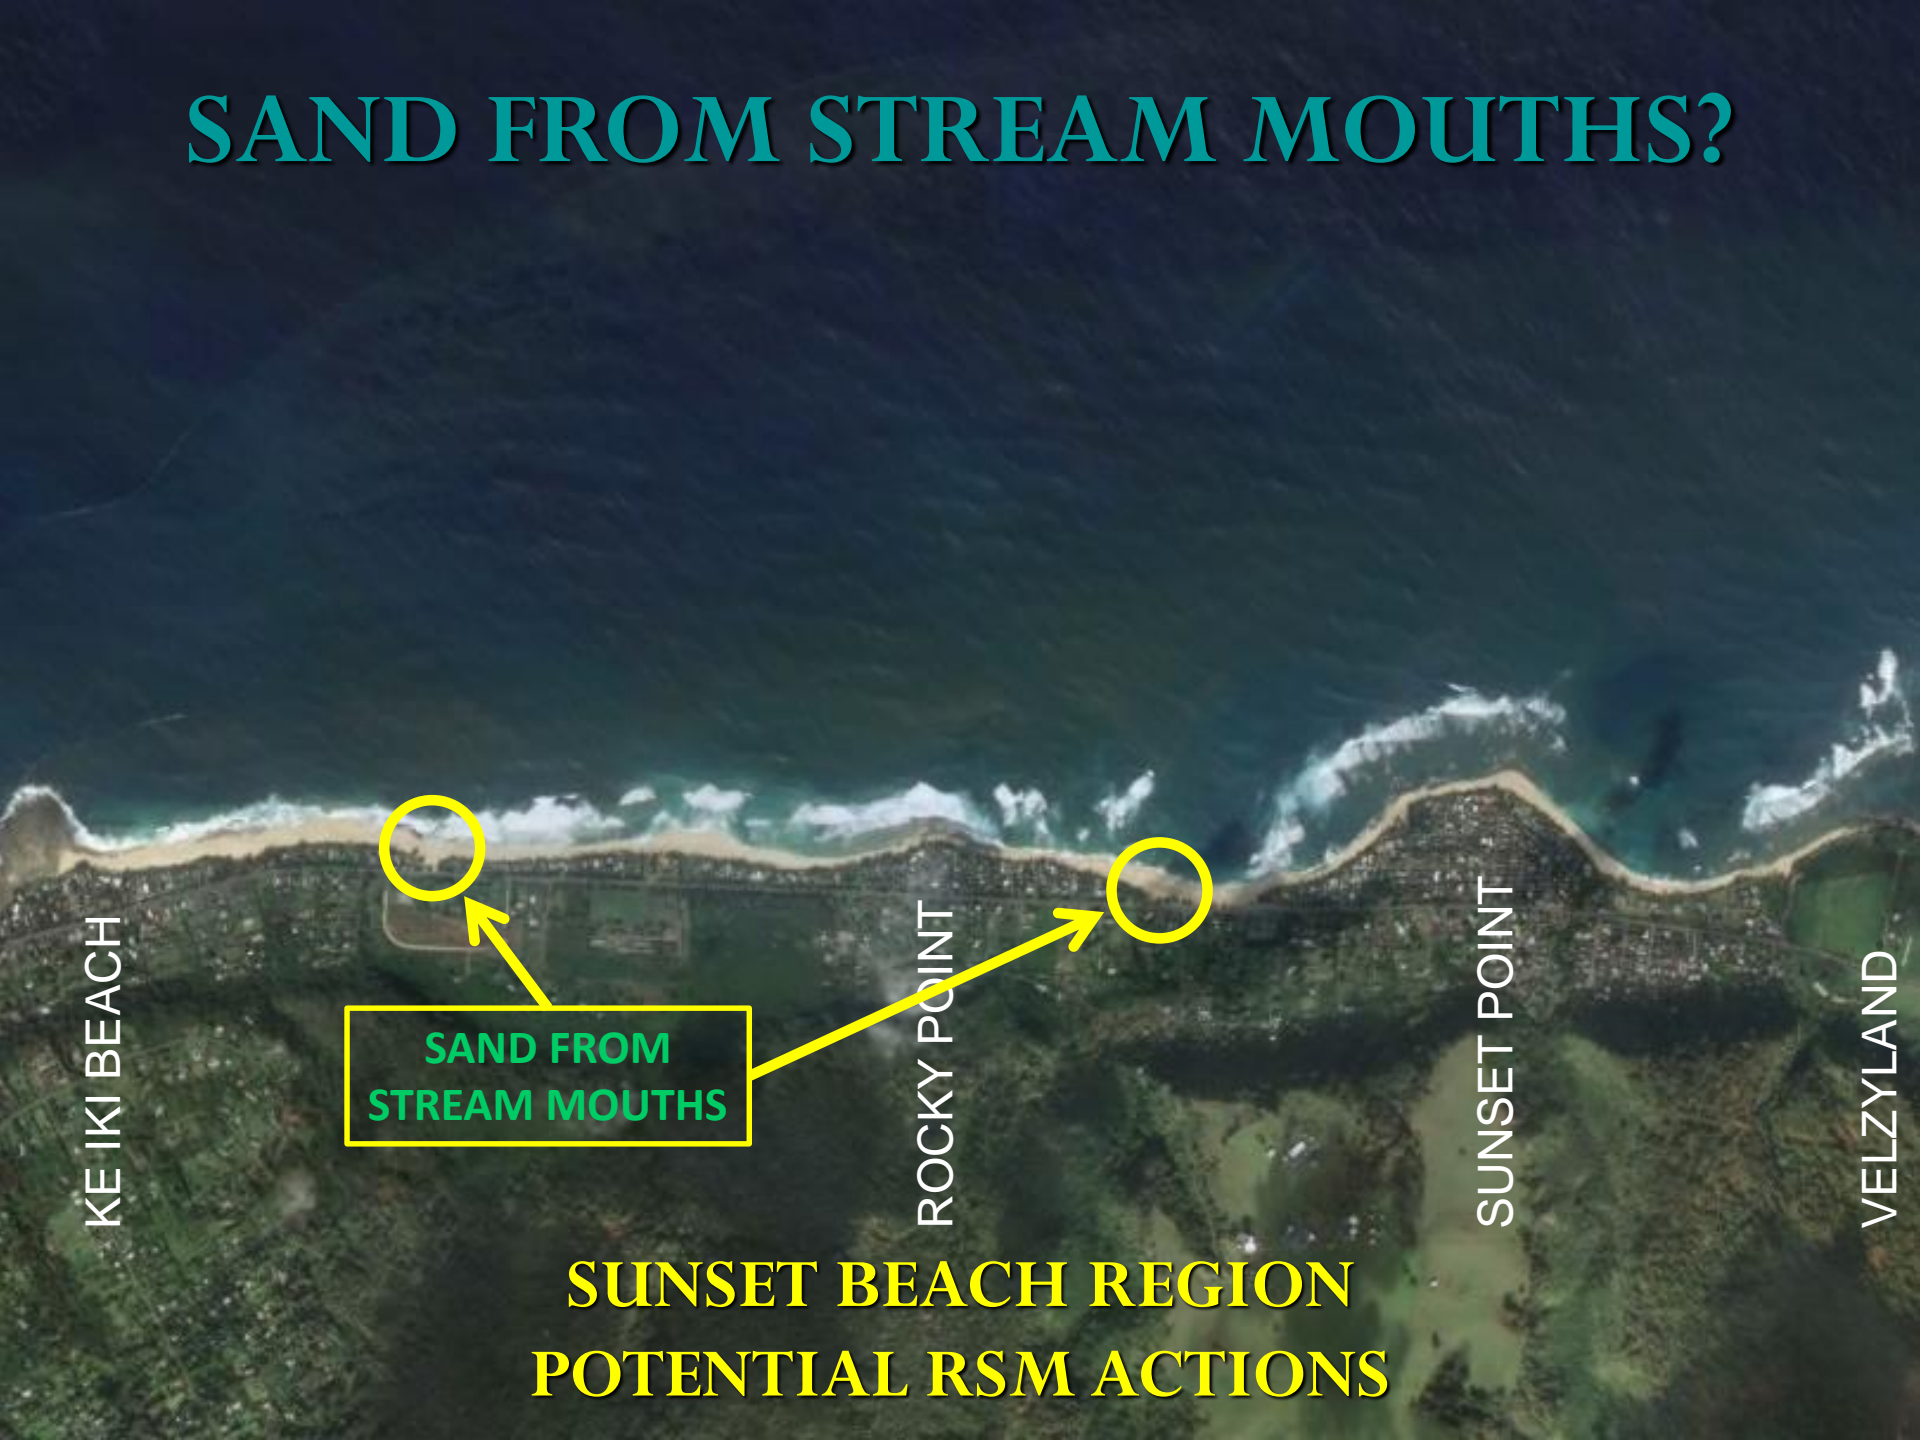 SAND FROM STREAM MOUTHS?
SAND FROM
STREAM MOUTHS
KE IKI BEACH
ROCKY POINT
SUNSET POINT
VELZYLAND
SUNSET BEACH REGION
POTENTIAL RSM ACTIONS